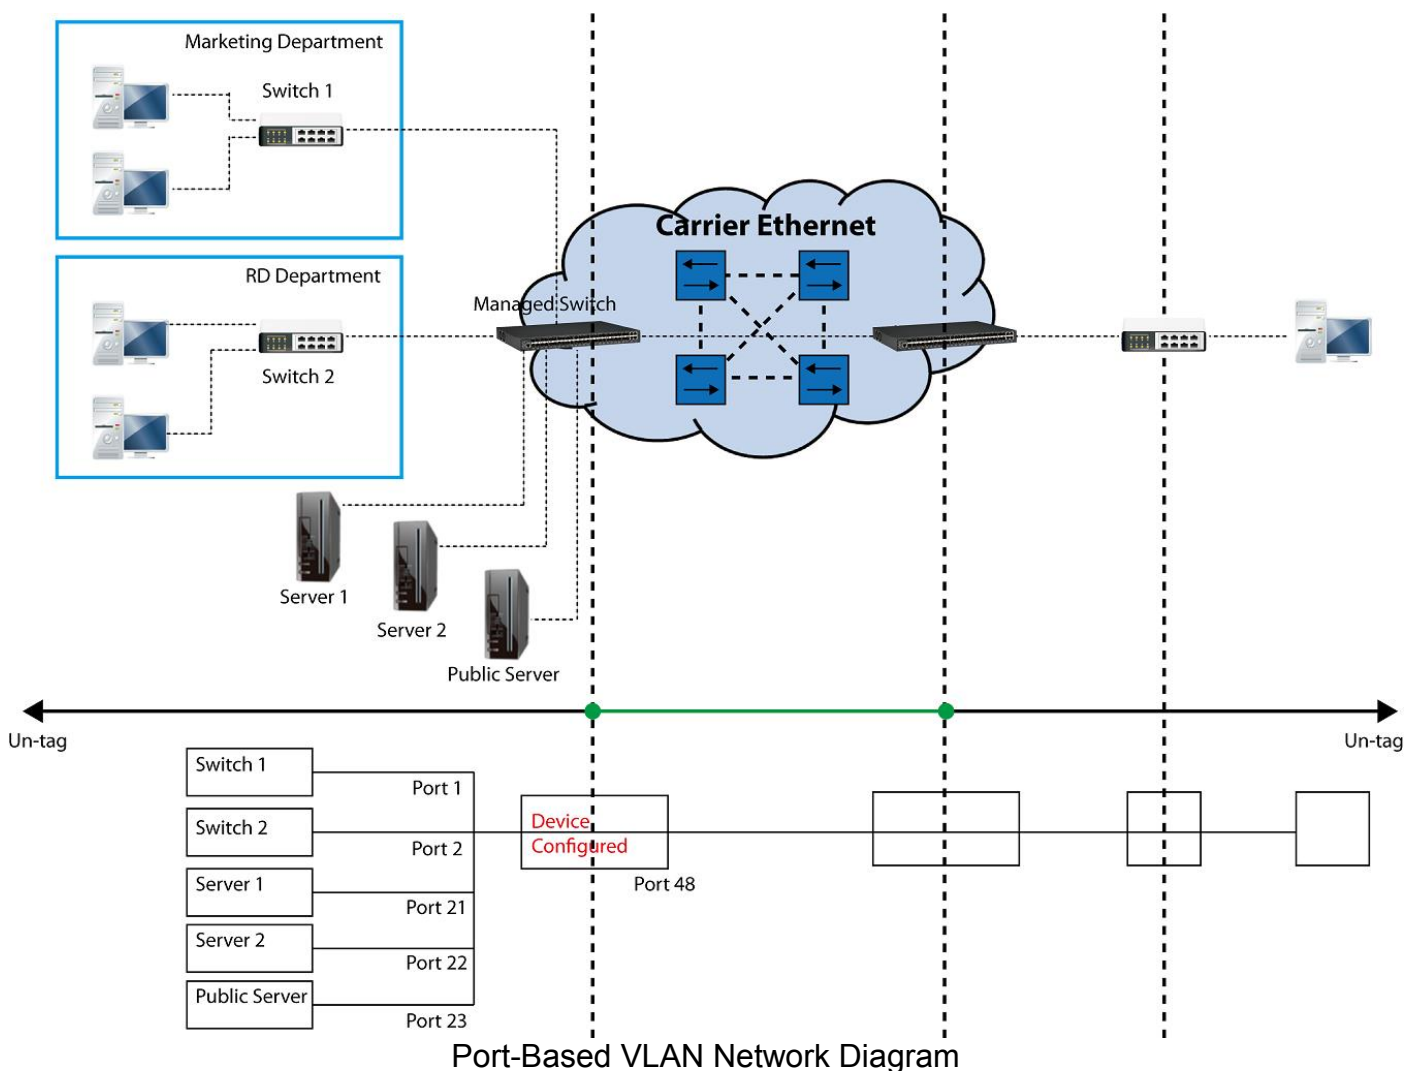 Marketing Department
Switch 1
Carrier Ethernet
RD Department
Managed Switch
Switch 2
Server 1
Server 2
Public Server
Un-tag
Un-tag
Switch 1
Port 1
Switch 2
Port 2
Device
Configured
Port 48
Server 1
Port 21
Server 2
Port 22
Public Server
Port 23
Port-Based VLAN Network Diagram